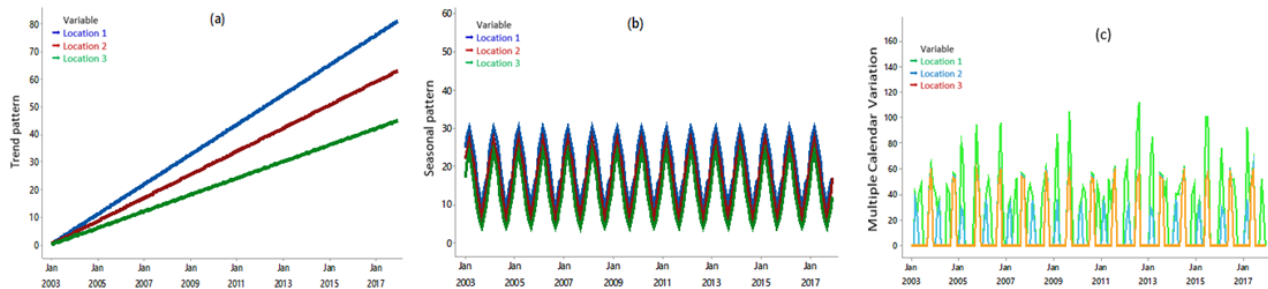 (a)
Trend pattern
Variable
Location 1
Location 2
Location 3
80
70
60
50
40
30
20
10
0
Jan Jan Jan Jan Jan Jan Jan Jan
2003 2005 2007 2009 2011 2013 2015 2017
(b)
Seasonal pattern
Variable
Location 1
Location 2
Location 3
60
50
40
30
20
10
0
Jan Jan Jan Jan Jan Jan Jan Jan
2003 2005 2007 2009 2011 2013 2015 2017
(c)
Multiple Calendar Variation
Variable
Location 1
Location 2
Location 3
160
140
120
100
80
60
40
20
0
Jan Jan Jan Jan Jan Jan Jan Jan
2003 2005 2007 2009 2011 2013 2015 2017